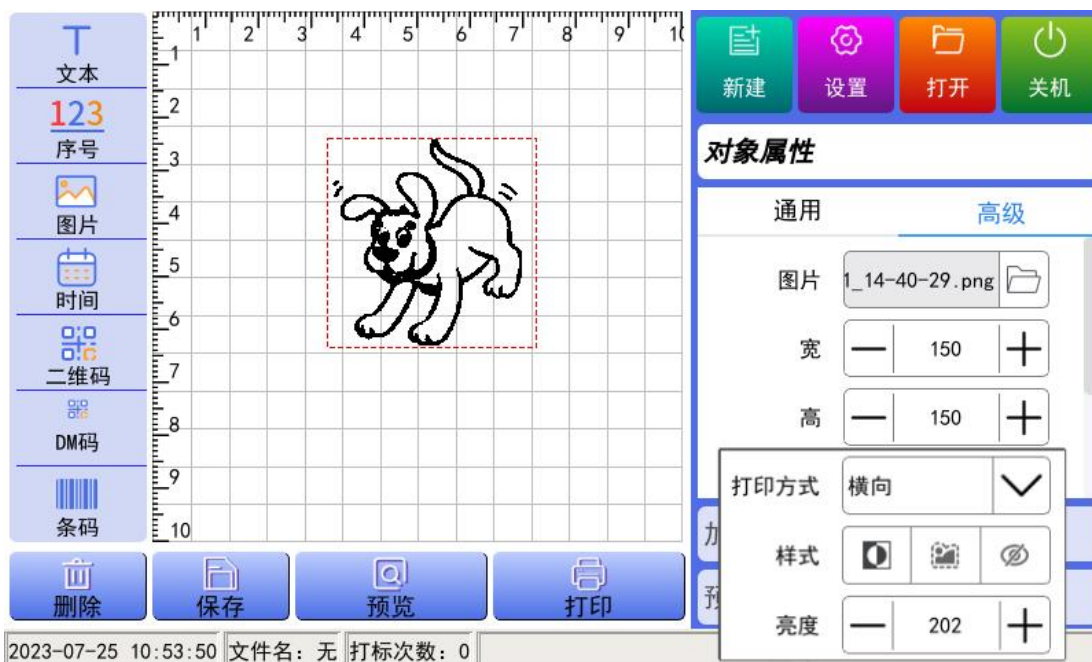 文本
123
序号
图片
时间
二维码
DM码
条码
1 2 3 4 5 6 7 8 9
1
2
3
4
5
6
7
8
9
10
删除 保存 预览 打印
2023-07-25 10:53:50 文件名：无 打标次数：0
新建 设置 打开 关机
对象属性
通用 高级
图片 1_14-40-29.png
宽 150
高 150
打印方式 横向
样式
亮度 202